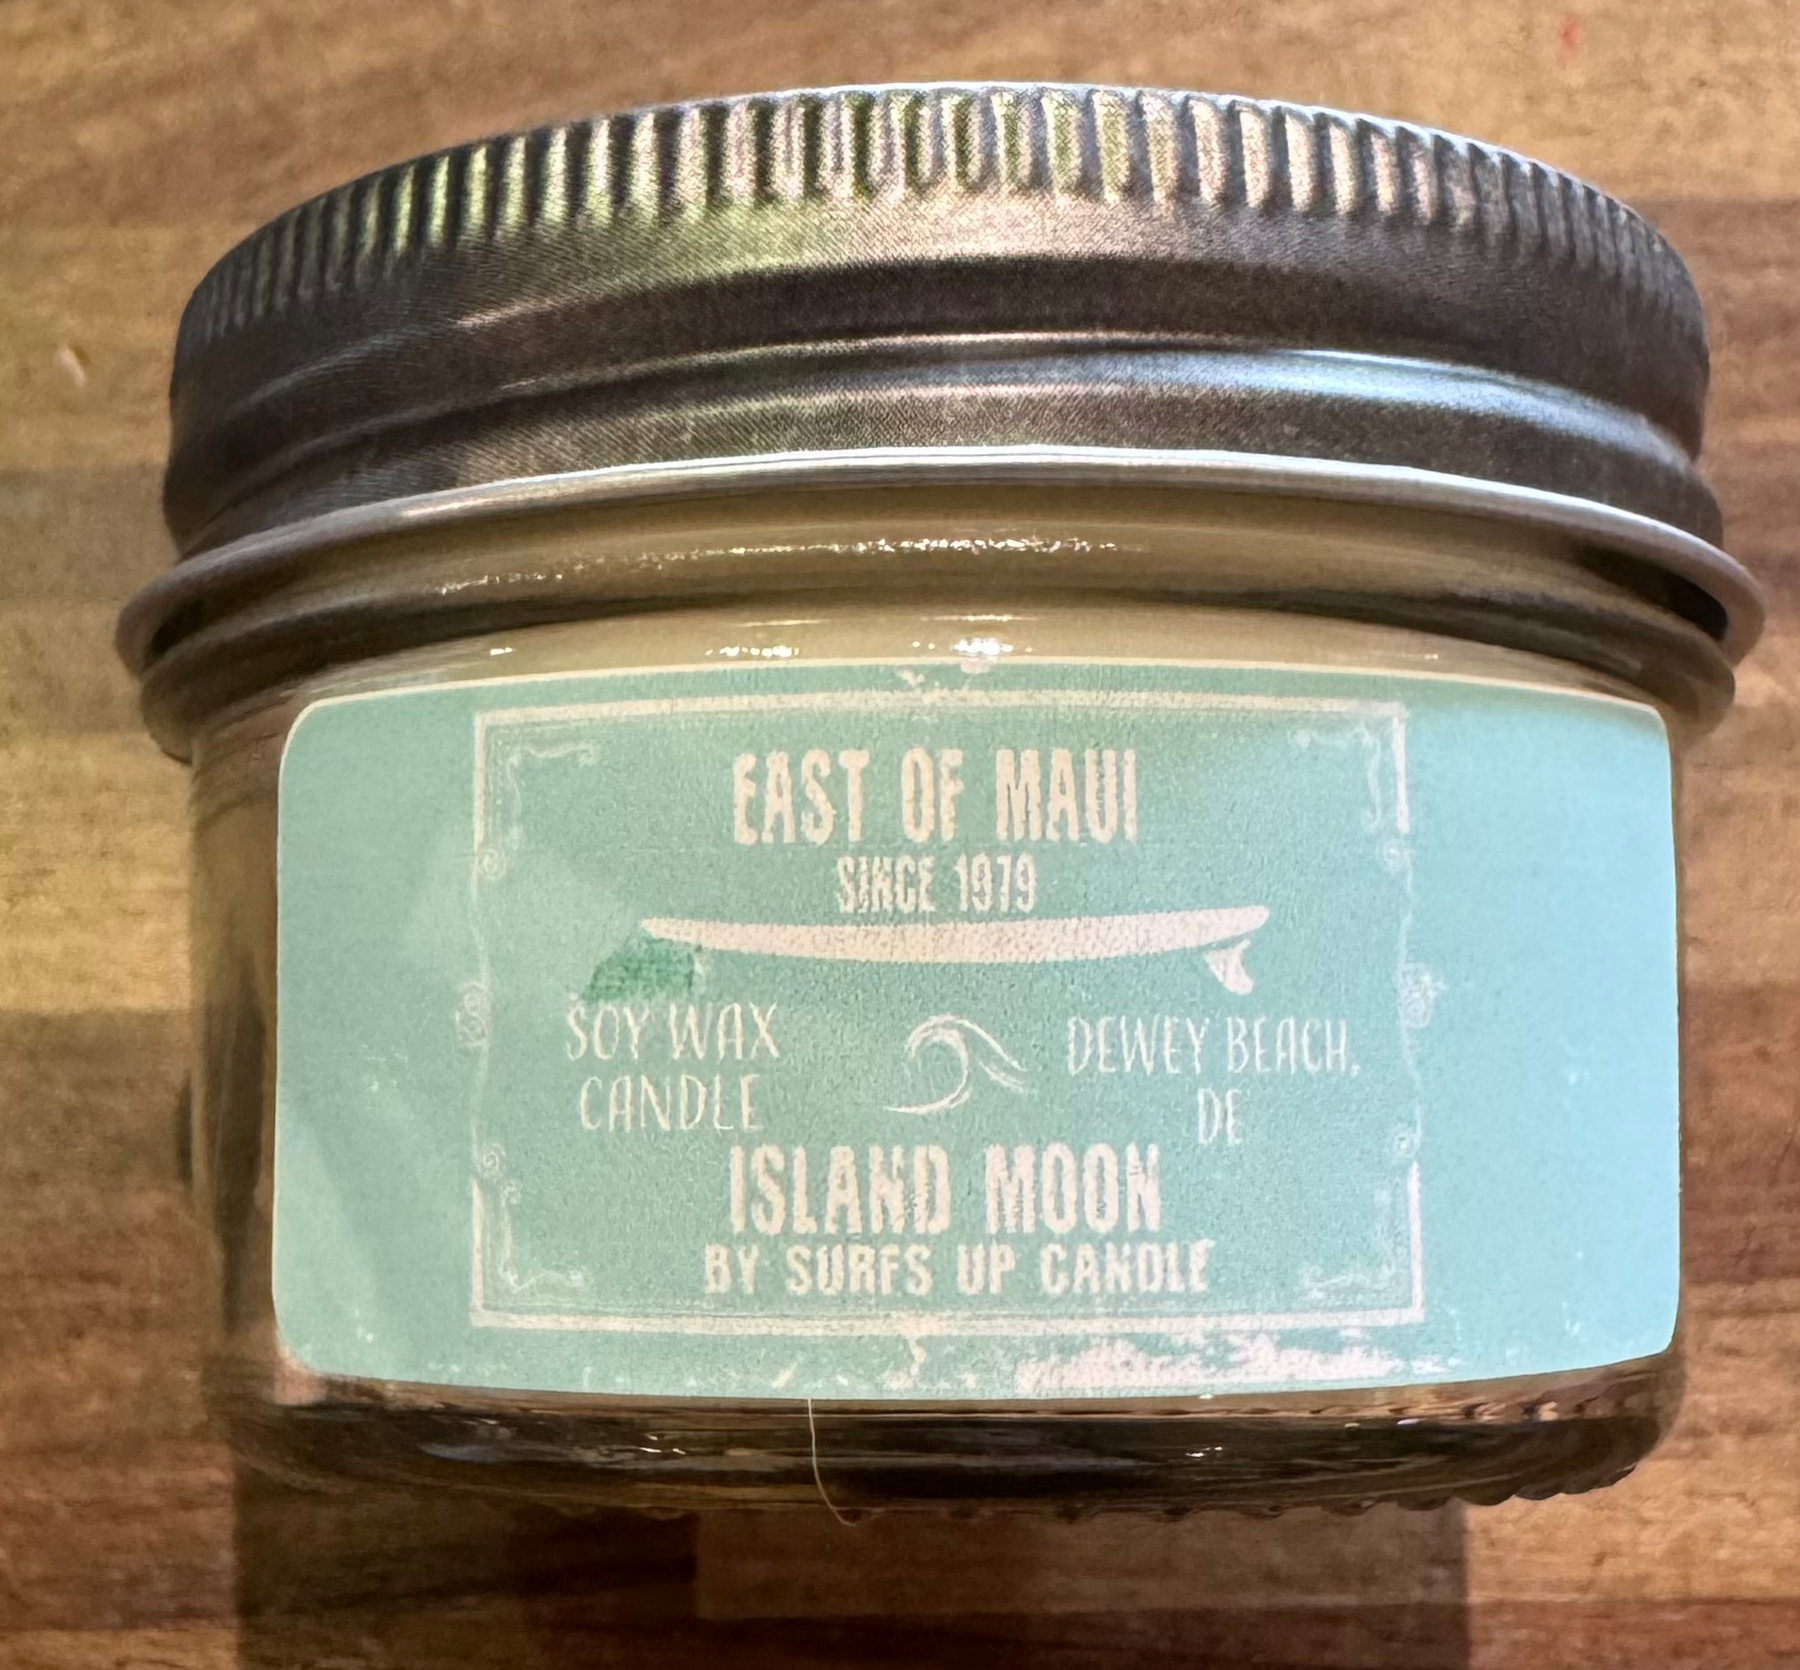 EAST OF MAUI
SINCE 1979
SOY WAX
CANDLE
DEWEY BEACH,
DE
ISLAND MOON
BY SURFS UP CANDLE